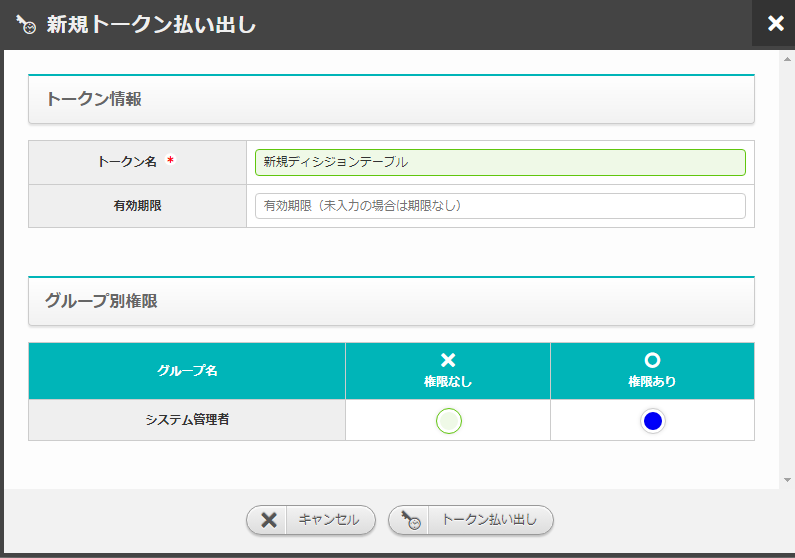 新規トークン払い出し
トークン情報
トークン名 *
新規ディシジョンテーブル
有効期限
有効期限（未入力の場合は期限なし）
グループ別権限
グループ名
権限なし
権限あり
システム管理者
キャンセル
トークン払い出し